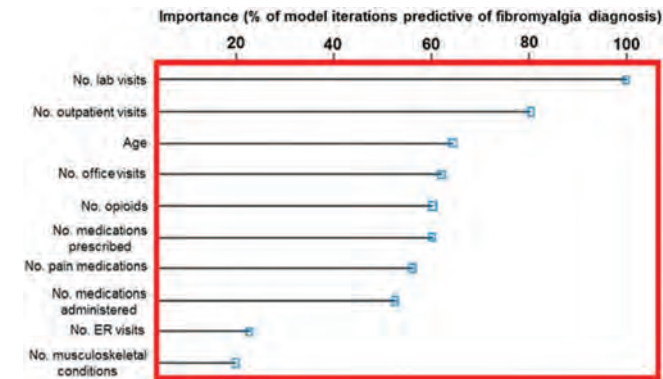 Importance (% of model iterations predictive of fibromyalgia diagnosis)
20 40 60 80 100
No. lab visits
No. outpatient visits
Age
No. office visits
No. opioids
No. medications
prescribed
No. pain medications
No. medications
administered
No. ER visits
No. musculoskeletal
conditions